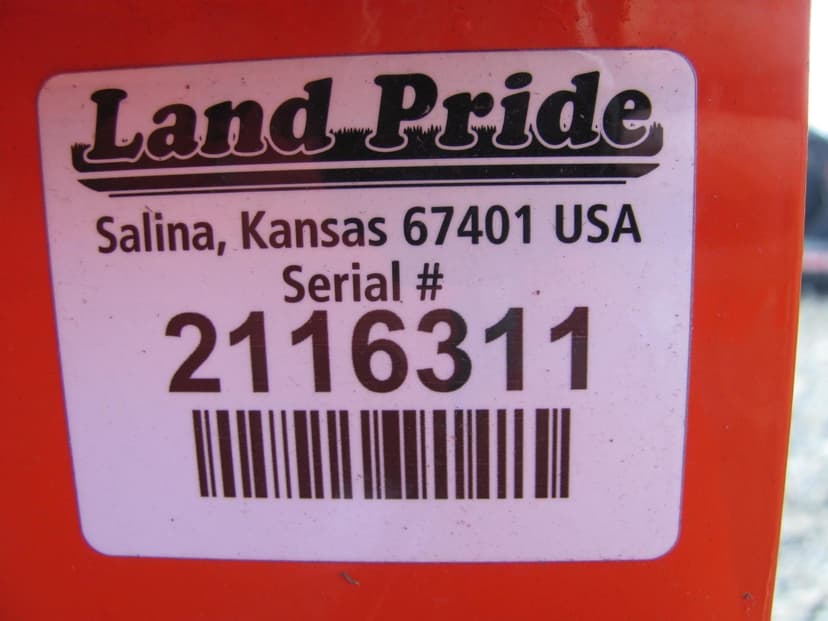 Land Pride
Salina, Kansas 67401 USA
Serial #
2116311